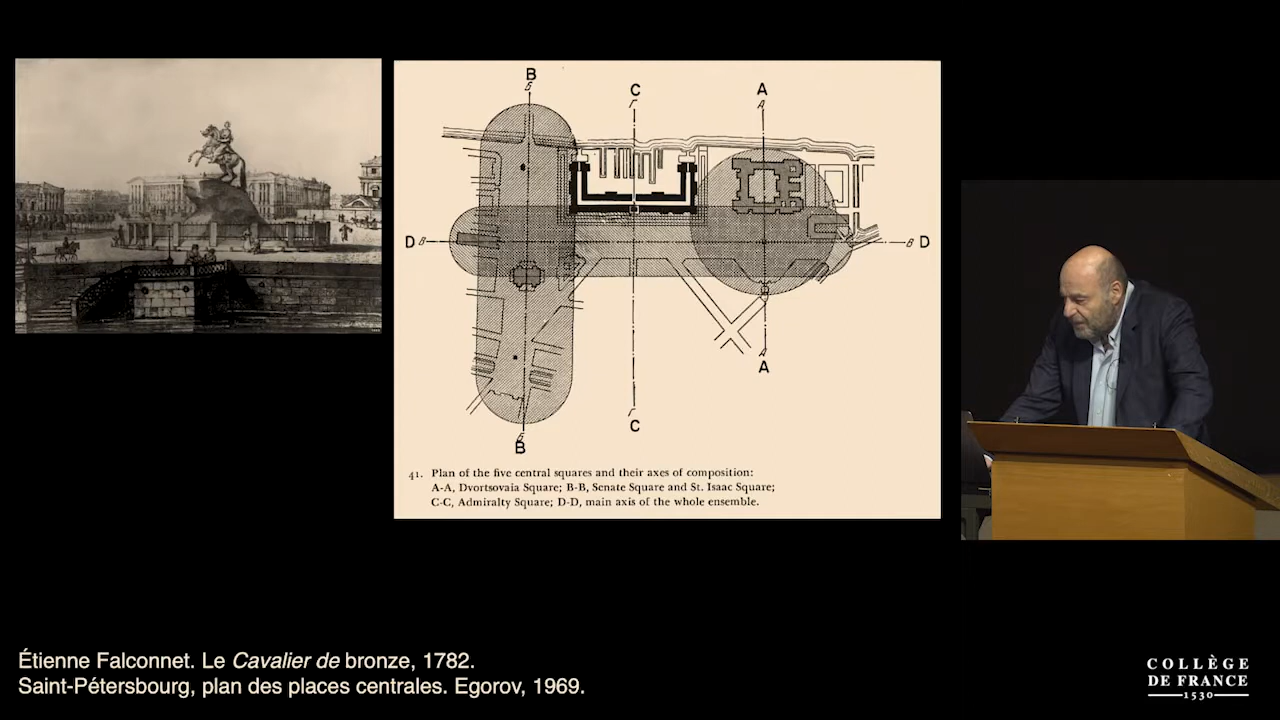 B
Б
C
Г
A
А
D
В
В
D
А
A
Г
C
Б
B
41. Plan of the five central squares and their axes of composition:
A-A, Dvortsovaia Square; B-B, Senate Square and St. Isaac Square;
C-C, Admiralty Square; D-D, main axis of the whole ensemble.
Étienne Falconnet. Le Cavalier de bronze, 1782.
Saint-Pétersbourg, plan des places centrales. Egorov, 1969.
COLLÈGE
DE FRANCE
1530